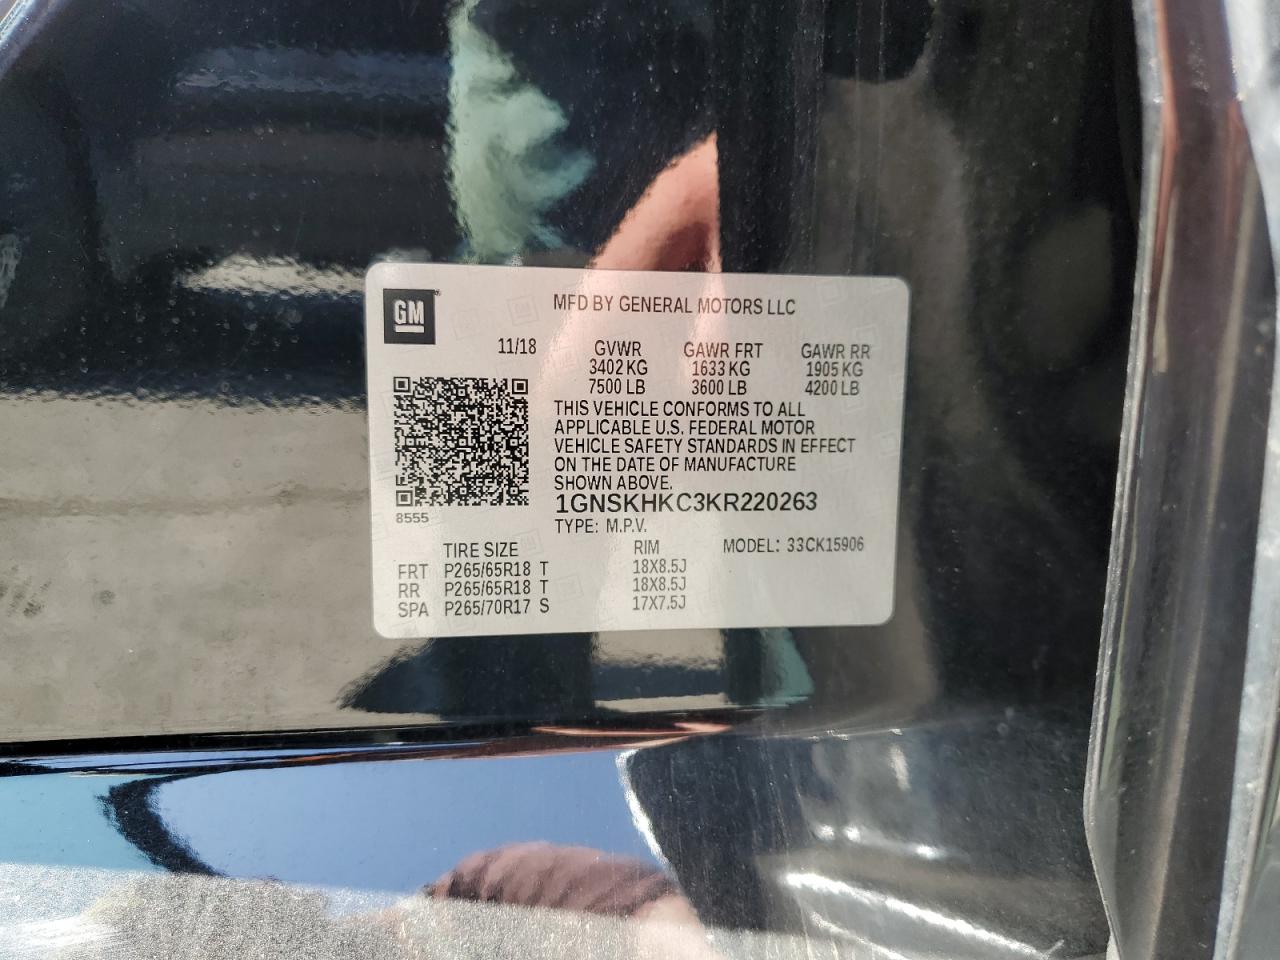 GM
MFD BY GENERAL MOTORS LLC
11/18
GVWR GAWR FRT GAWR RR
3402 KG 1633 KG 1905 KG
7500 LB 3600 LB 4200 LB
THIS VEHICLE CONFORMS TO ALL
APPLICABLE U.S. FEDERAL MOTOR
VEHICLE SAFETY STANDARDS IN EFFECT
ON THE DATE OF MANUFACTURE
SHOWN ABOVE.
1GNSKHKC3KR220263
8555
TYPE: M.P.V.
TIRE SIZE RIM MODEL: 33CK15906
FRT P265/65R18 T 18X8.5J
RR P265/65R18 T 18X8.5J
SPA P265/70R17 S 17X7.5J